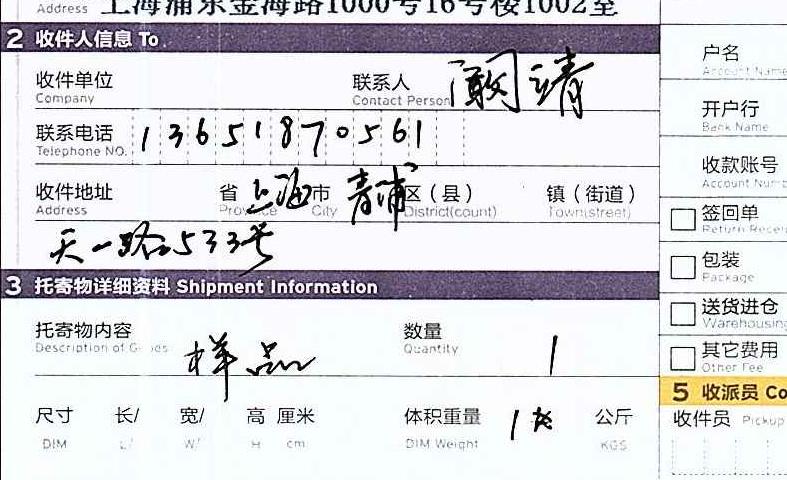 Address 上海浦东金海路1000号16号楼1002室
2 收件人信息 To
收件单位 联系人 阚靖
Company Contact Person
联系电话 13651870561
Telephone NO.
收件地址 省 上海 市 青浦 区(县) 镇(街道)
Address Province City District(count) Town(street)
天一路533号
3 托寄物详细资料 Shipment Information
托寄物内容 样品 数量 1
Description of Goods Quantity
尺寸 长/ 宽/ 高 厘米 体积重量 1 公斤
DIM L/ W/ H cm DIM Weight KGS
户名
Account Name
开户行
Bank Name
收款账号
Account Num
签回单
Return Recei
包装
Package
送货进仓
Warehousing
其它费用
Other Fee
5 收派员 Co
收件员 Pickup